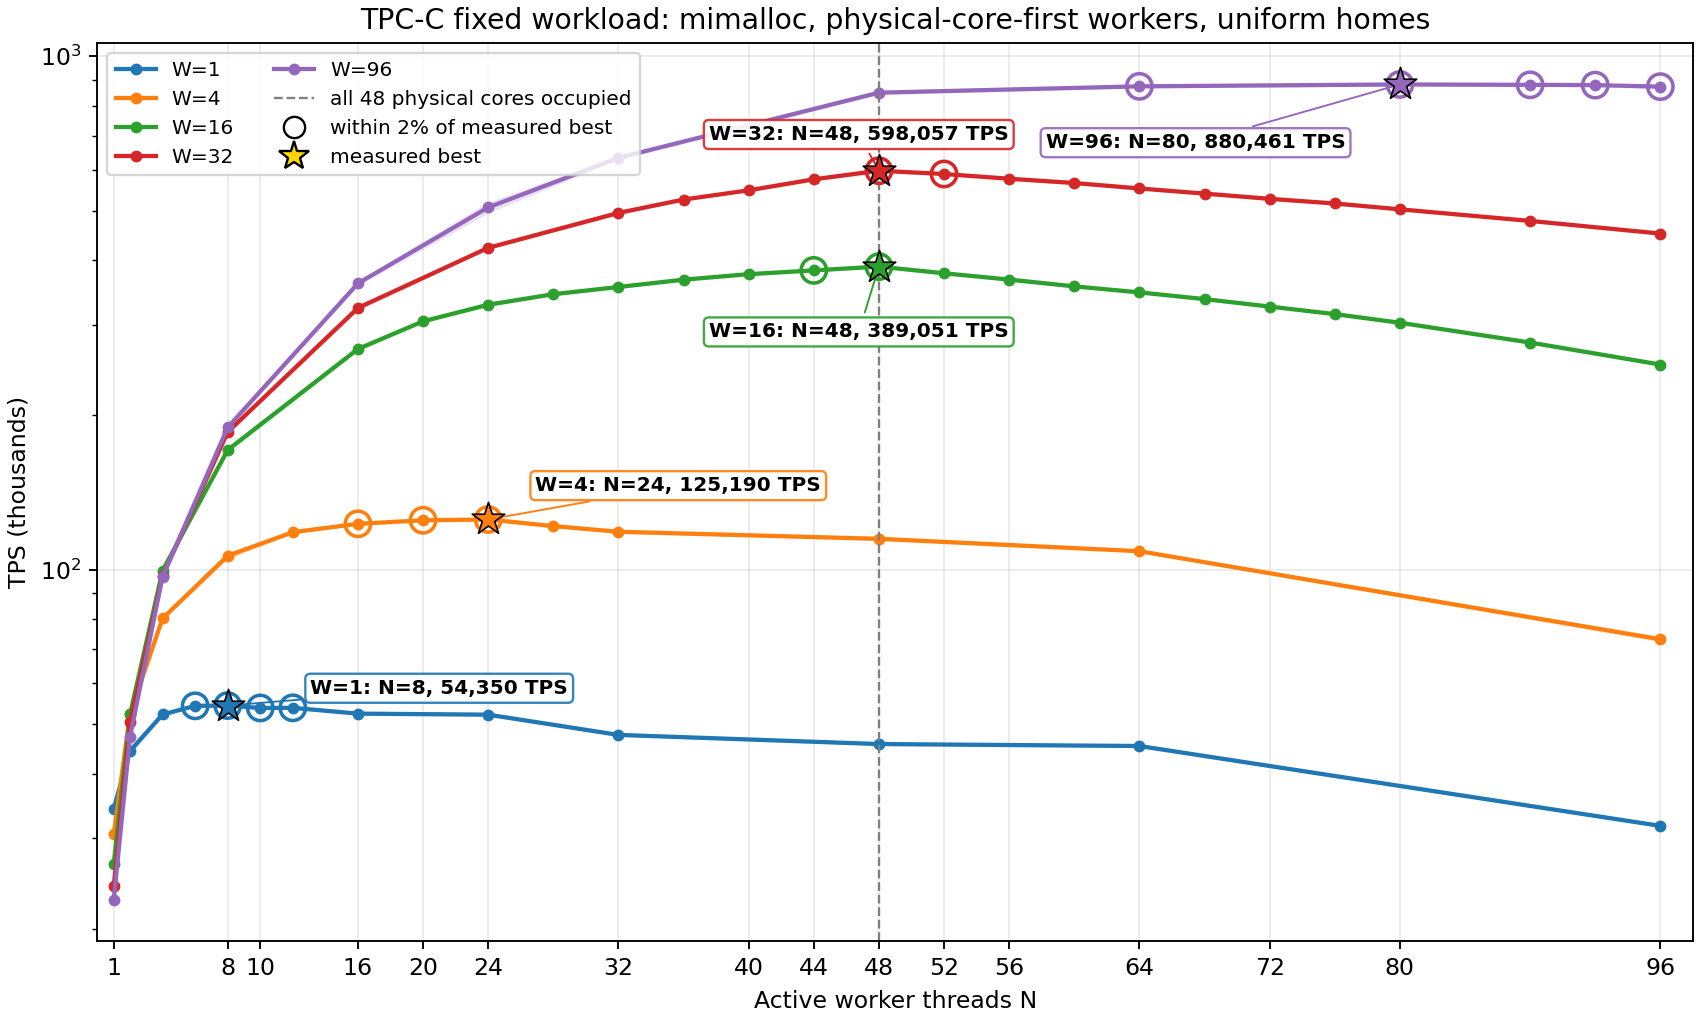 TPC-C fixed workload: mimalloc, physical-core-first workers, uniform homes
TPS (thousands)
10³
10²
W=1
W=4
W=16
W=32
W=96
all 48 physical cores occupied
within 2% of measured best
measured best
W=32: N=48, 598,057 TPS
W=96: N=80, 880,461 TPS
W=16: N=48, 389,051 TPS
W=4: N=24, 125,190 TPS
W=1: N=8, 54,350 TPS
1 8 10 16 20 24 32 40 44 48 52 56 64 72 80 96
Active worker threads N